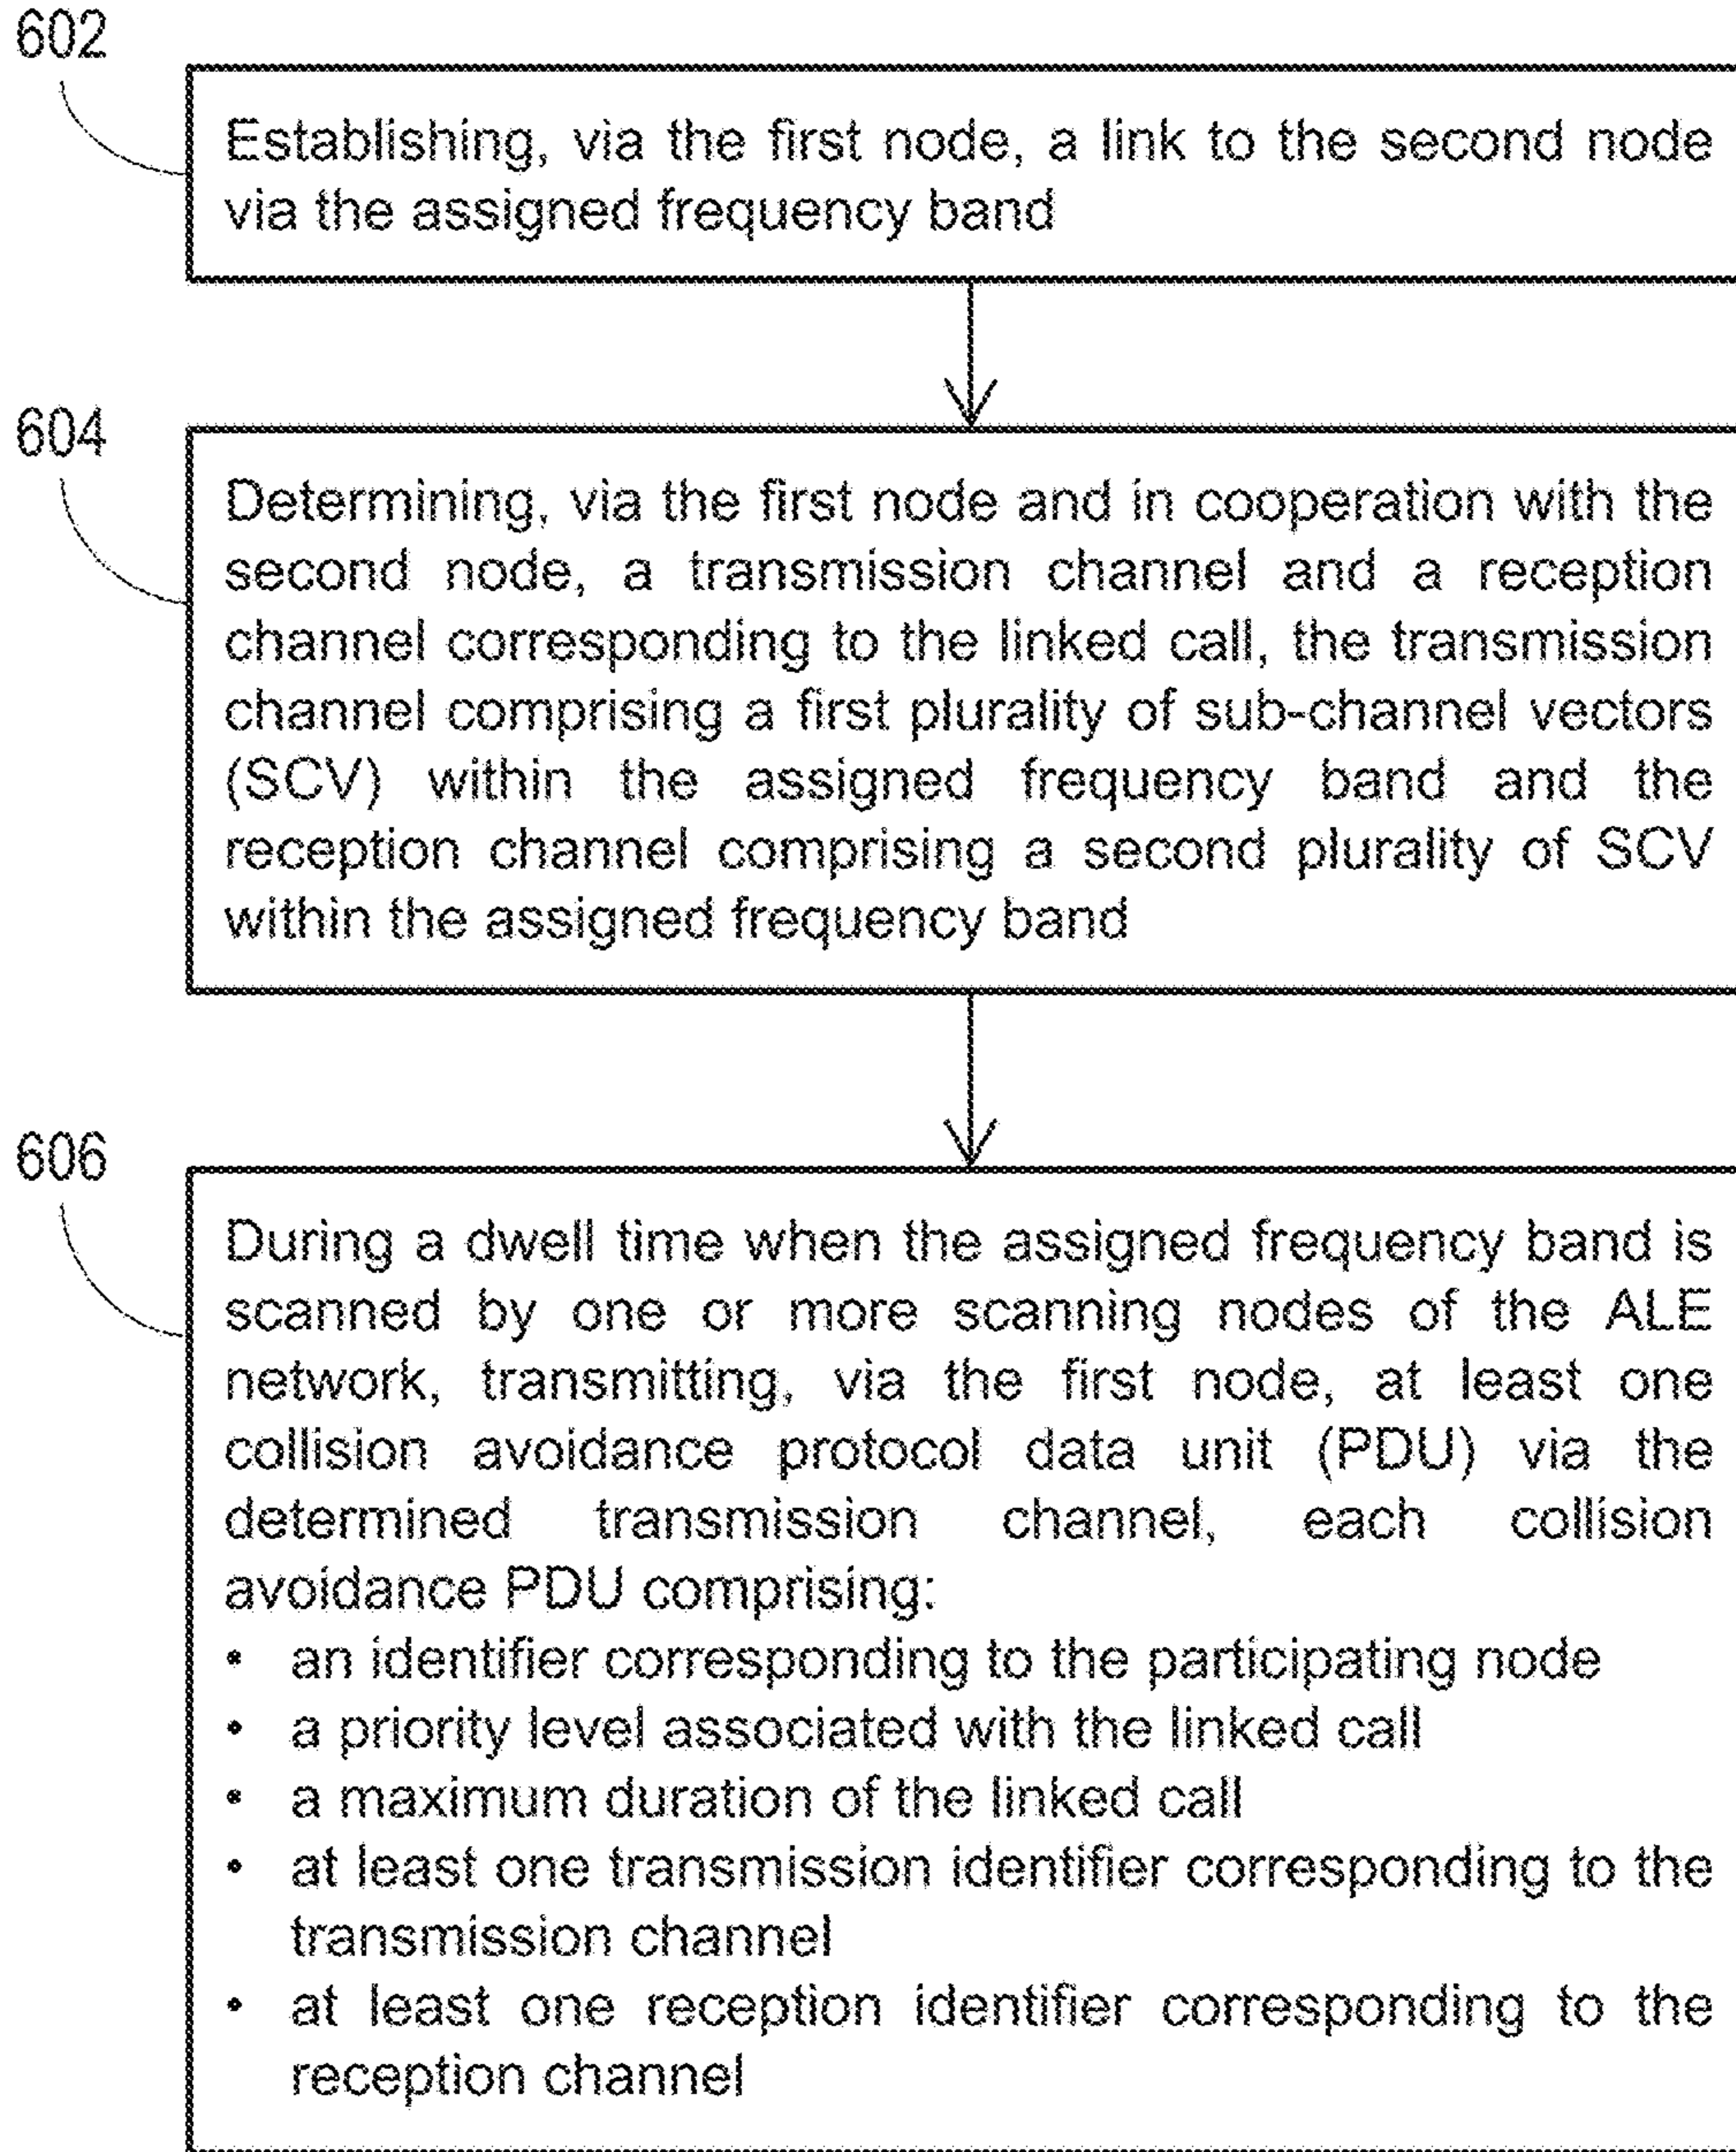 602
Establishing, via the first node, a link to the second node
via the assigned frequency band
604
Determining, via the first node and in cooperation with the
second node, a transmission channel and a reception
channel corresponding to the linked call, the transmission
channel comprising a first plurality of sub-channel vectors
(SCV) within the assigned frequency band and the
reception channel comprising a second plurality of SCV
within the assigned frequency band
606
During a dwell time when the assigned frequency band is
scanned by one or more scanning nodes of the ALE
network, transmitting, via the first node, at least one
collision avoidance protocol data unit (PDU) via the
determined transmission channel, each collision
avoidance PDU comprising:
• an identifier corresponding to the participating node
• a priority level associated with the linked call
• a maximum duration of the linked call
• at least one transmission identifier corresponding to the
transmission channel
• at least one reception identifier corresponding to the
reception channel